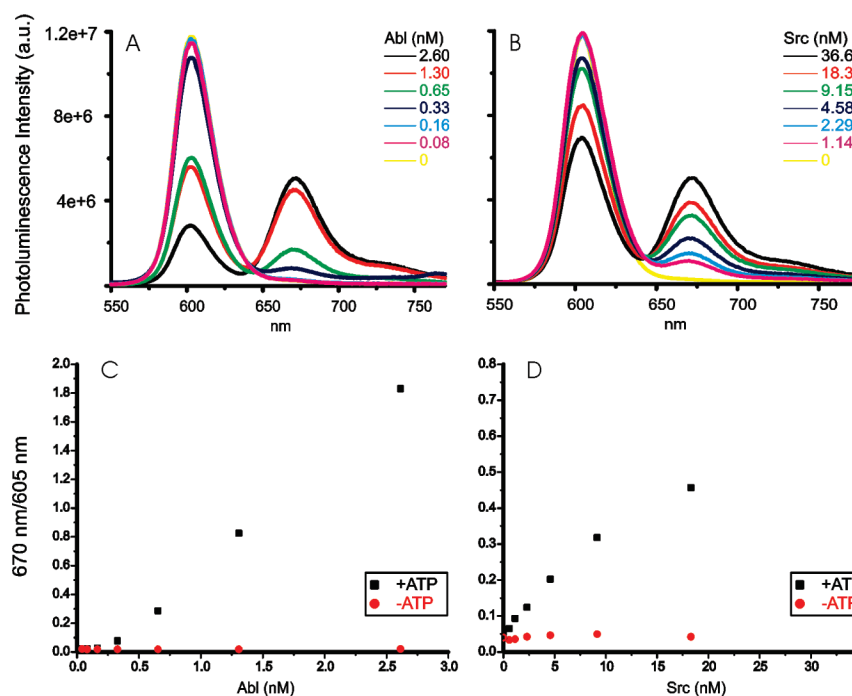 Photoluminescence Intensity (a.u.)
A
1.2e+7
8e+6
4e+6
Abl (nM)
2.60
1.30
0.65
0.33
0.16
0.08
0
550 600 650 700 750
nm
B
Src (nM)
36.6
18.3
9.15
4.58
2.29
1.14
0
550 600 650 700 750
nm
670 nm/605 nm
C
2.0
1.8
1.6
1.4
1.2
1.0
0.8
0.6
0.4
0.2
0.0
+ATP
-ATP
0.0 0.5 1.0 1.5 2.0 2.5 3.0
Abl (nM)
D
0.8
0.7
0.6
0.5
0.4
0.3
0.2
0.1
0.0
+AT
-ATP
0 5 10 15 20 25 30
Src (nM)